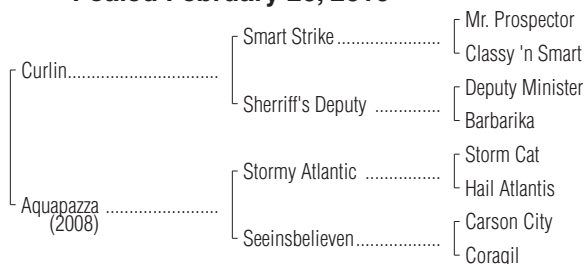 Foaled February
Mr. Prospector
Smart Strike
Classy 'n Smart
Curlin
Deputy Minister
Sherriff's Deputy
Barbarika
Storm Cat
Stormy Atlantic
Hail Atlantis
Aquapazza
(2008)
Carson City
Seeinsbelieven
Coragil